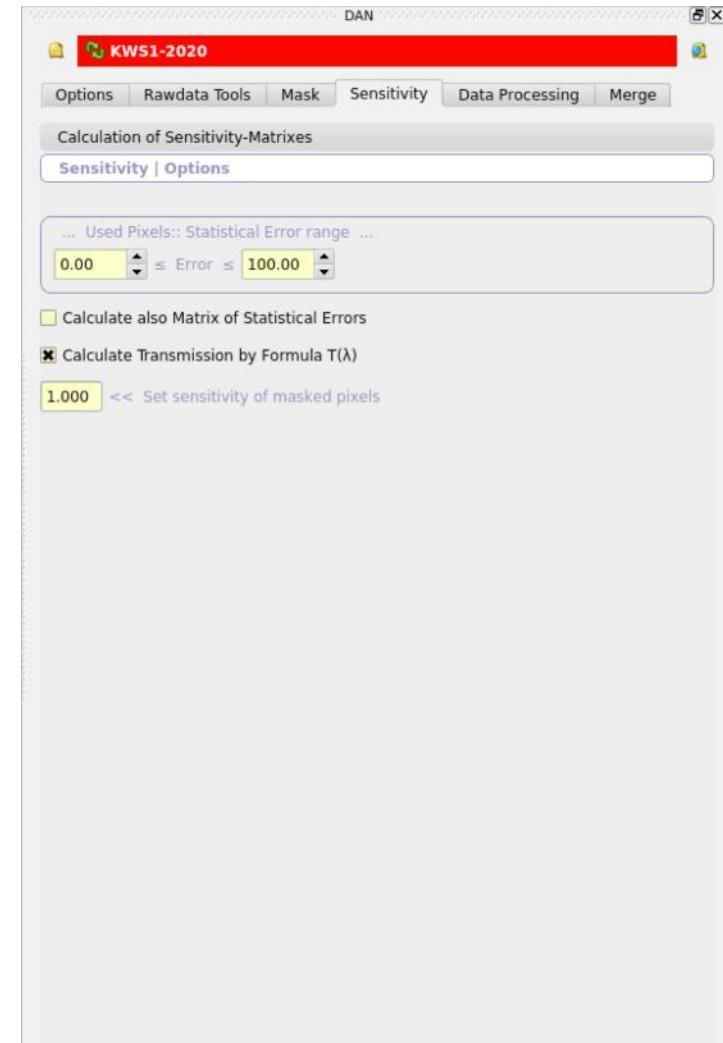 DAN
KWS1-2020
Options Rawdata Tools Mask Sensitivity Data Processing Merge
Calculation of Sensitivity-Matrixes
Sensitivity | Options
... Used Pixels:: Statistical Error range ...
0.00 ≤ Error ≤ 100.00
Calculate also Matrix of Statistical Errors
Calculate Transmission by Formula T(λ)
1.000 << Set sensitivity of masked pixels